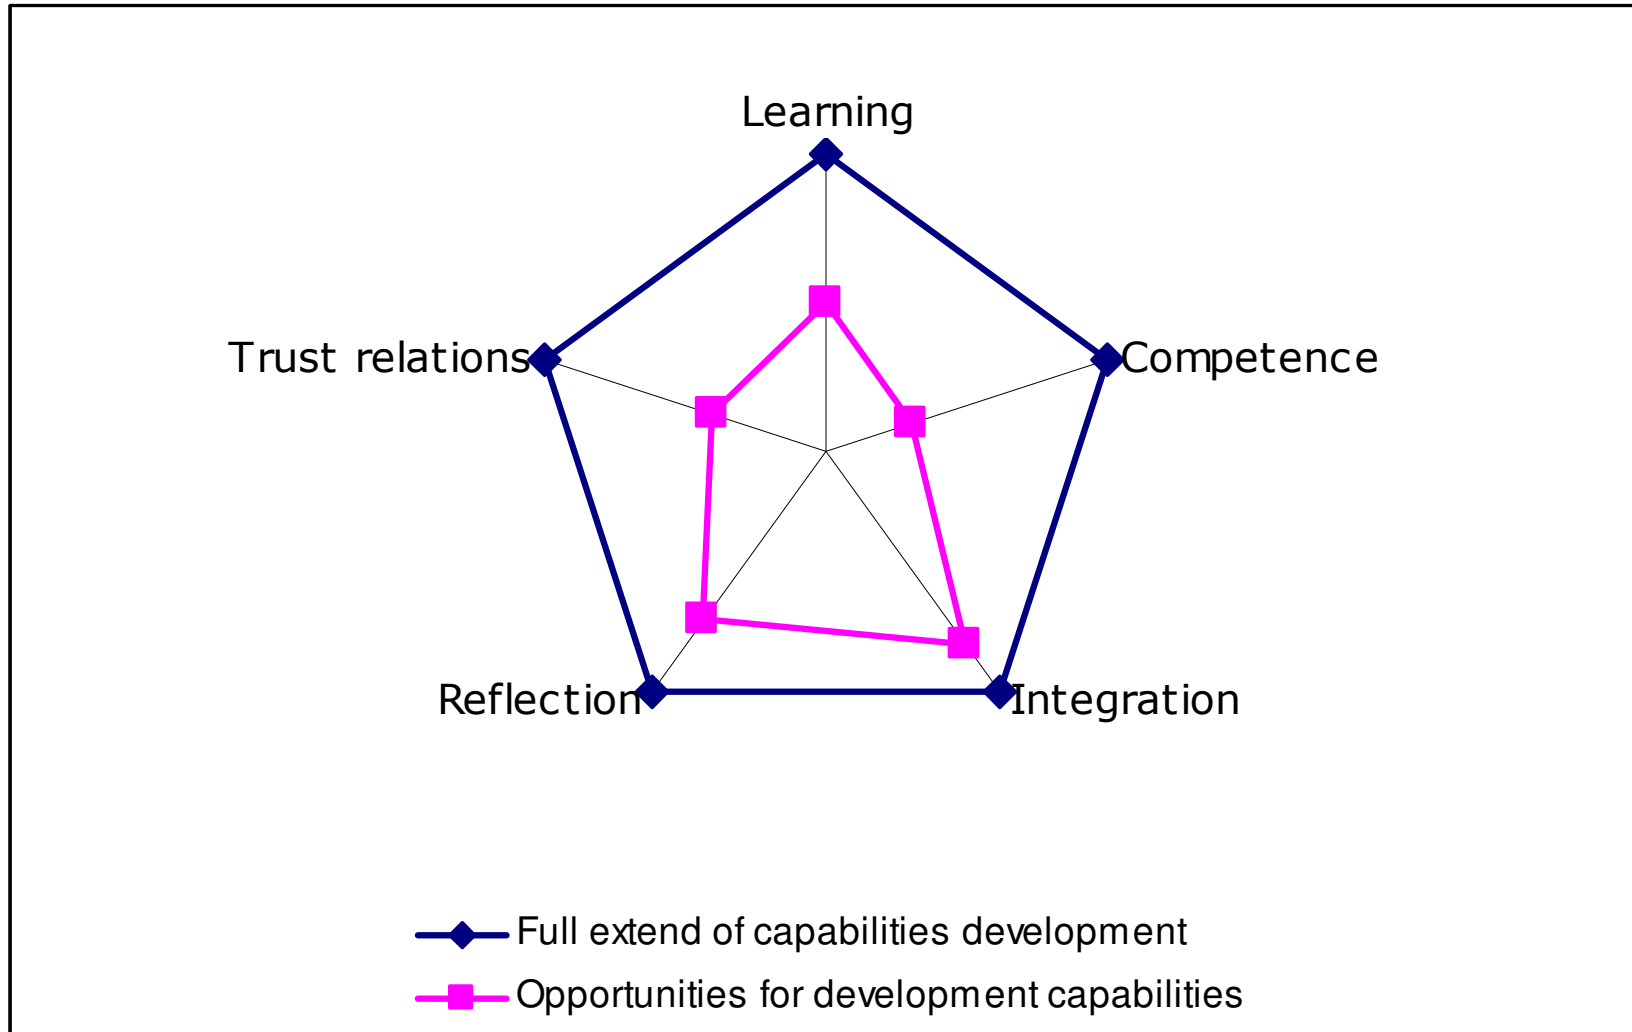 Learning
Trust relations
Competence
Reflection
Integration
Full extend of capabilities development
Opportunities for development capabilities